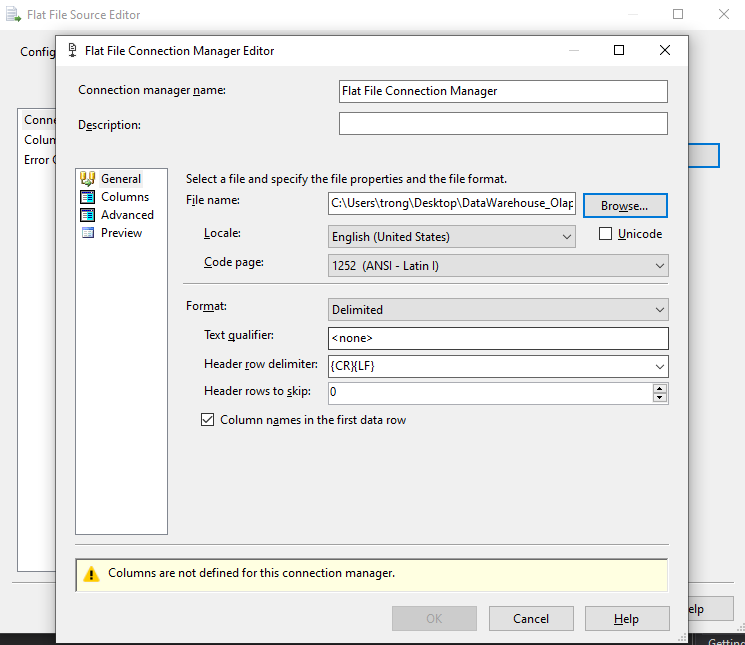 Flat File Source Editor
Config
Conne
Colun
Error C
Flat File Connection Manager Editor
Connection manager name:
Flat File Connection Manager
Description:
General
Columns
Advanced
Preview
Select a file and specify the file properties and the file format.
File name:
C:\Users\trong\Desktop\DataWarehouse_Olap
Browse...
Locale:
English (United States)
Unicode
Code page:
1252 (ANSI - Latin I)
Format:
Delimited
Text qualifier:
<none>
Header row delimiter:
{CR}{LF}
Header rows to skip:
0
Column names in the first data row
Columns are not defined for this connection manager.
OK
Cancel
Help
elp
Getting